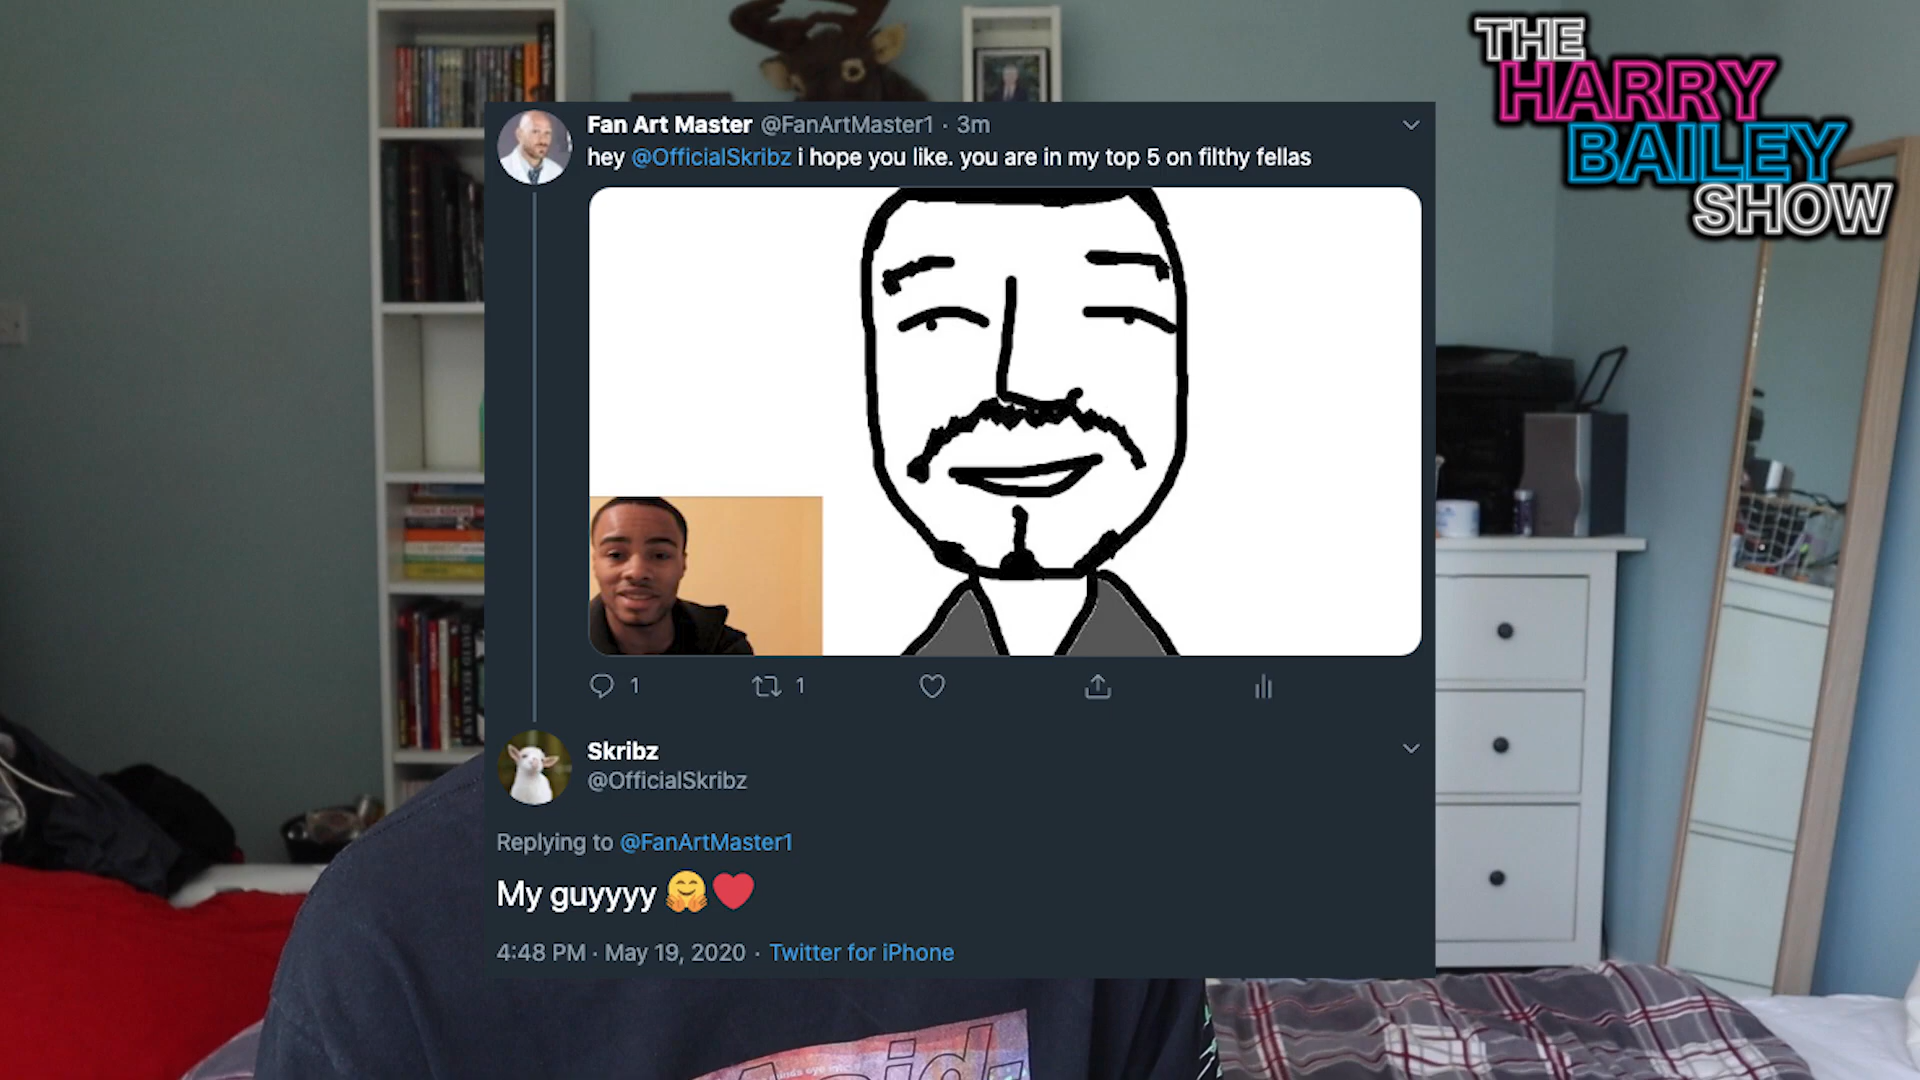 THE
HARRY
BAILEY
SHOW
Fan Art Master @FanArtMaster1 · 3m
hey @OfficialSkribz i hope you like. you are in my top 5 on filthy fellas
1 1
Skribz
@OfficialSkribz
Replying to @FanArtMaster1
My guyyyy 🤗❤️
4:48 PM · May 19, 2020 · Twitter for iPhone